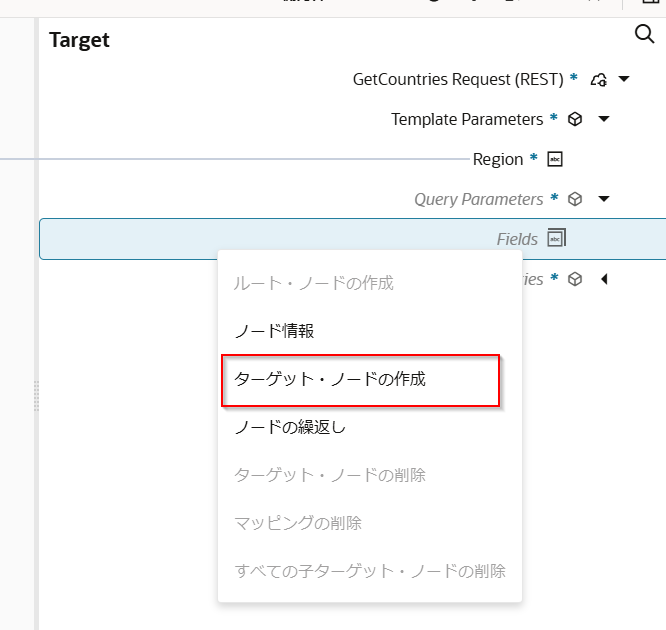 Target
GetCountries Request (REST) *
Template Parameters *
Region * abc
Query Parameters *
Fields abc
ries *
ルート・ノードの作成
ノード情報
ターゲット・ノードの作成
ノードの繰返し
ターゲット・ノードの削除
マッピングの削除
すべての子ターゲット・ノードの削除